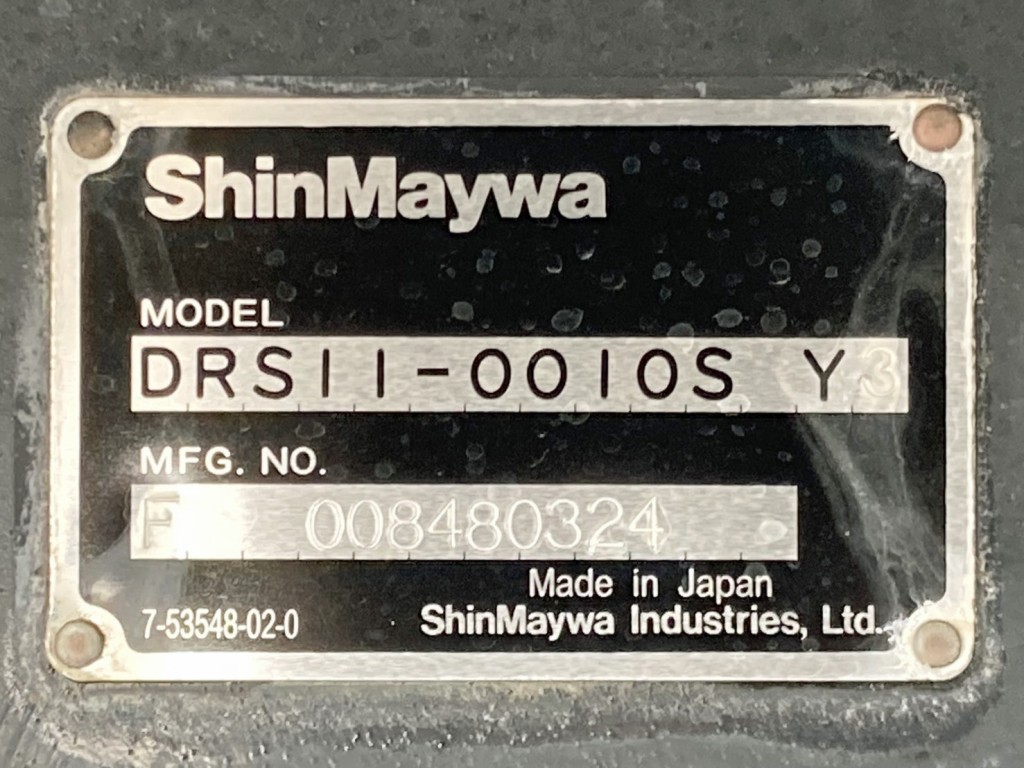 ShinMaywa
MODEL
DRS11-0010S Y3
MFG. NO.
F 008480324
7-53548-02-0
Made in Japan
ShinMaywa Industries, Ltd.